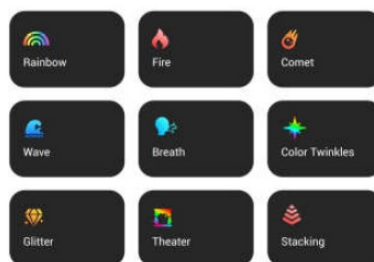 Rainbow
Fire
Comet
Wave
Breath
Color Twinkles
Glitter
Theater
Stacking